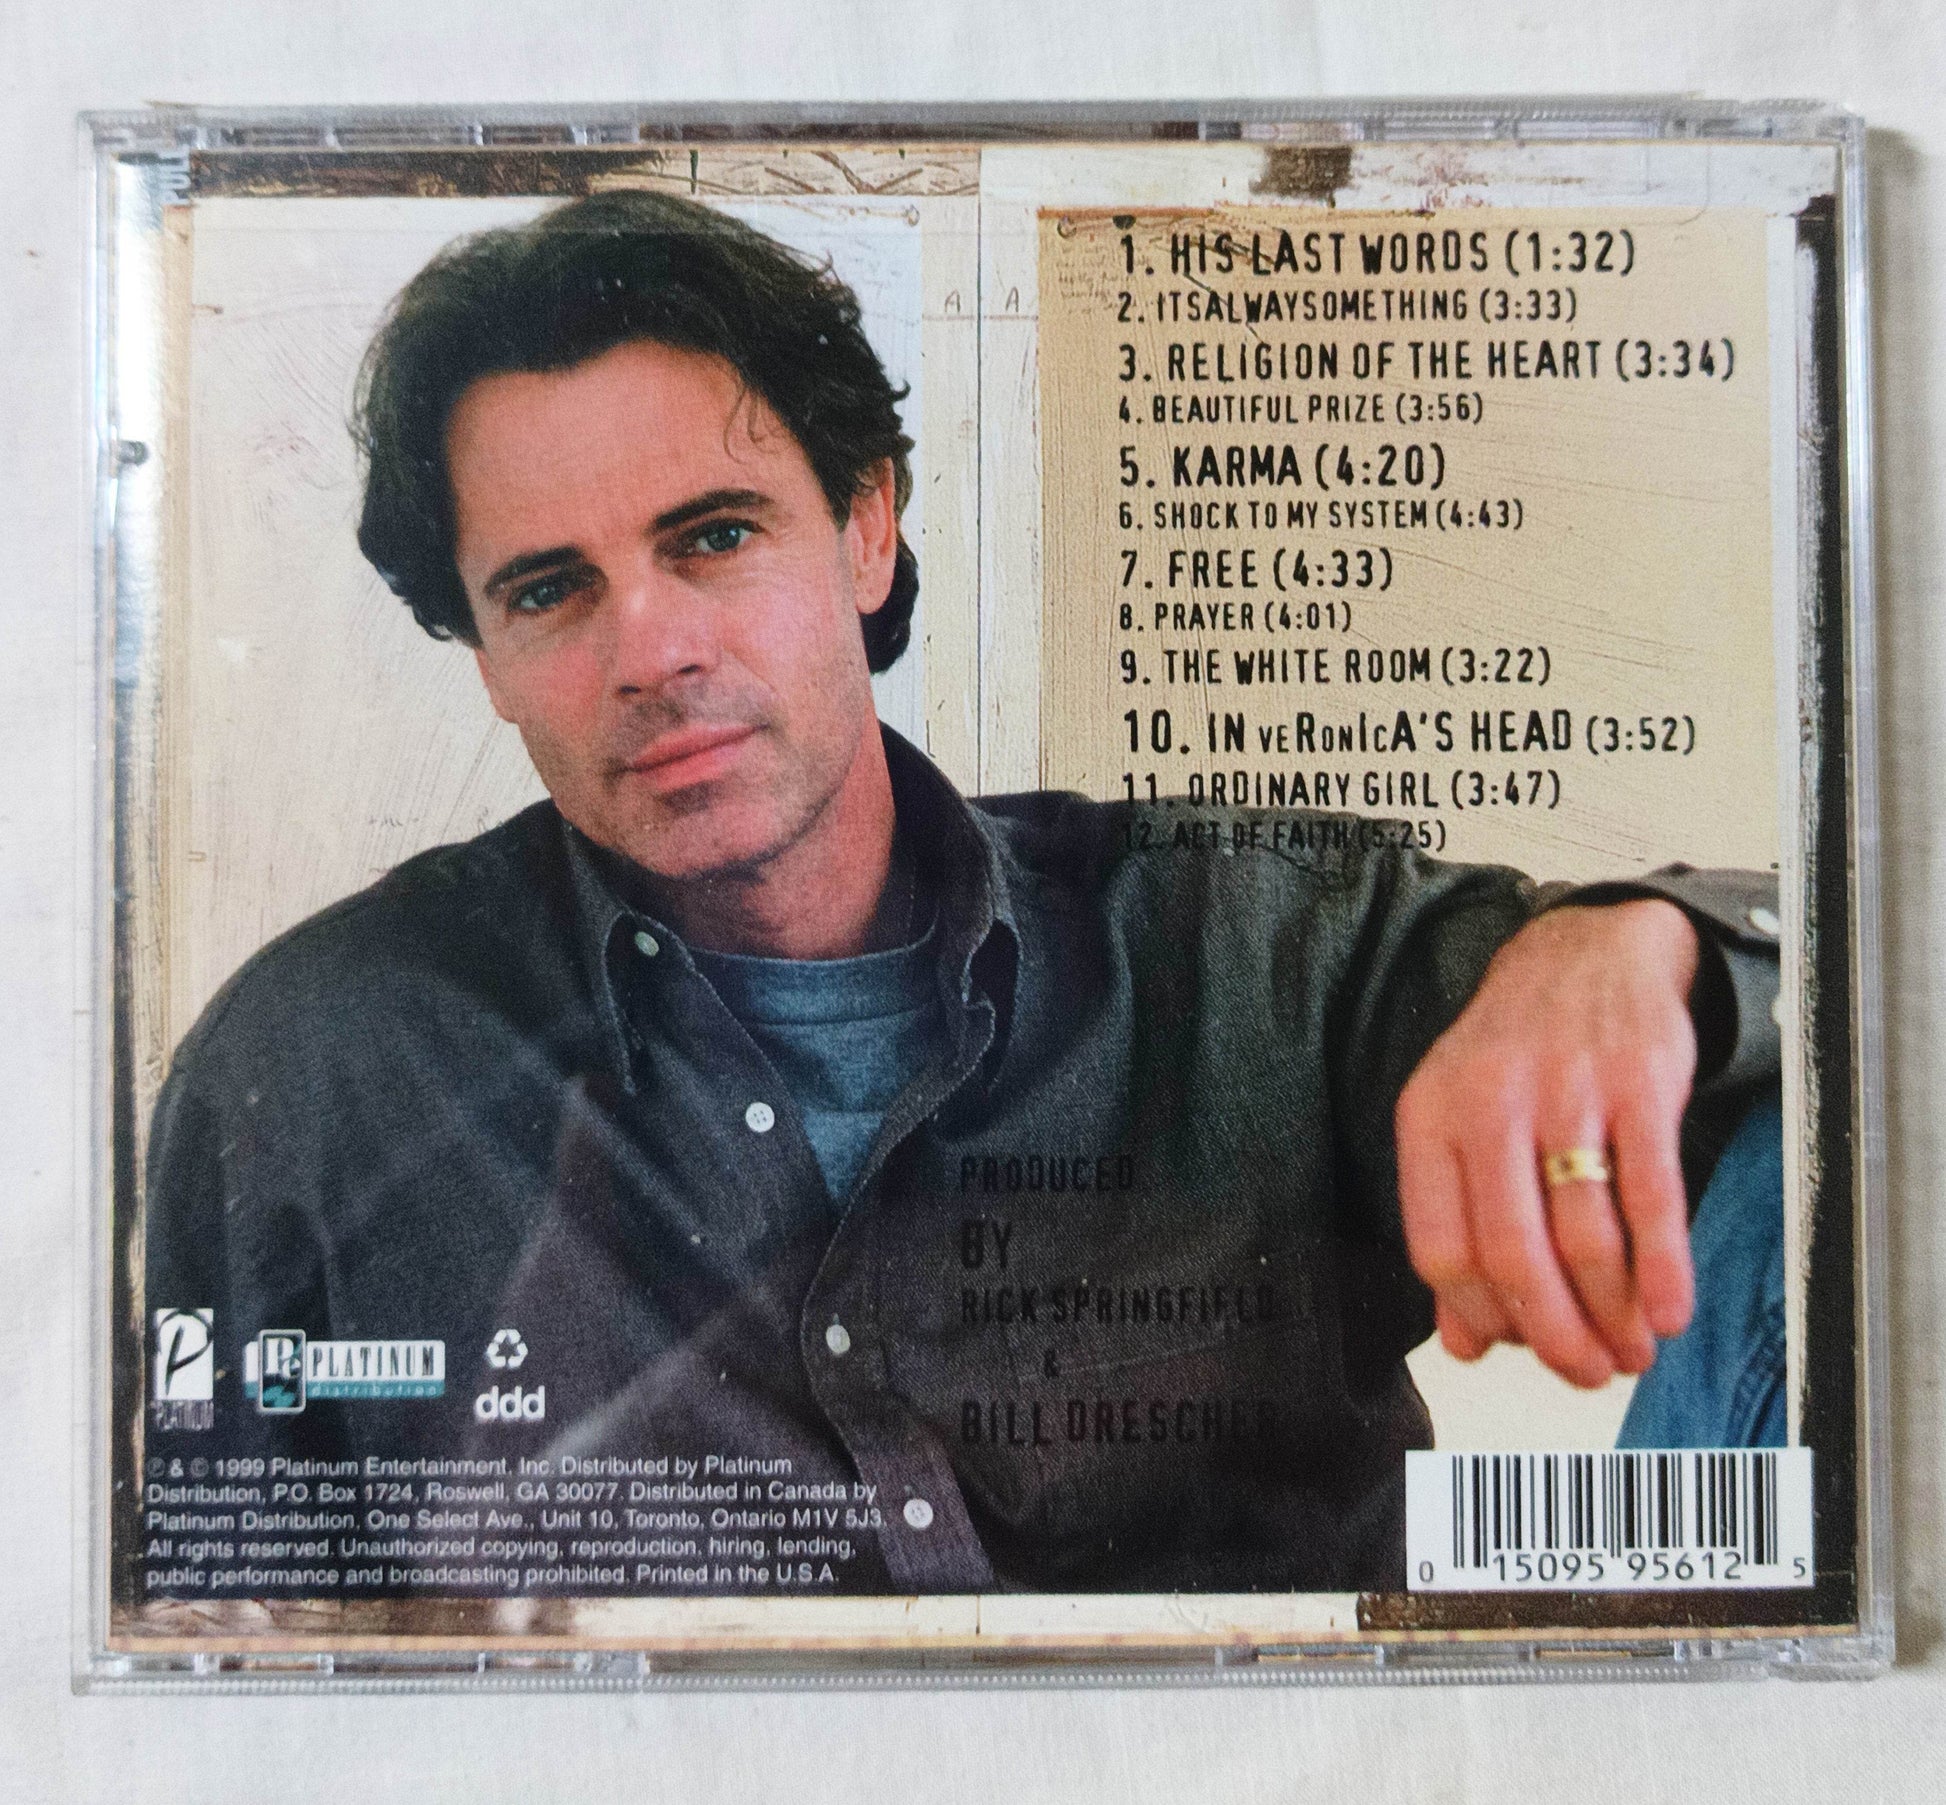 1. HIS LAST WORDS (1:32)
2. ITSALWAYSOMETHING (3:33)
3. RELIGION OF THE HEART (3:34)
4. BEAUTIFUL PRIZE (3:56)
5. KARMA (4:20)
6. SHOCK TO MY SYSTEM (4:43)
7. FREE (4:33)
8. PRAYER (4:01)
9. THE WHITE ROOM (3:22)
10. IN veRonIcA'S HEAD (3:52)
11. ORDINARY GIRL (3:47)
12. ACT OF FAITH (5:25)
A A
PRODUCED
BY
RICK SPRINGFIELD
&
BILL DRESCHER
P
PLATINUM
Pe PLATINUM
distribution
ddd
℗ & © 1999 Platinum Entertainment, Inc. Distributed by Platinum
Distribution, P.O. Box 1724, Roswell, GA 30077. Distributed in Canada by
Platinum Distribution, One Select Ave., Unit 10, Toronto, Ontario M1V 5J3.
All rights reserved. Unauthorized copying, reproduction, hiring, lending,
public performance and broadcasting prohibited. Printed in the U.S.A.
0 15095 95612 5